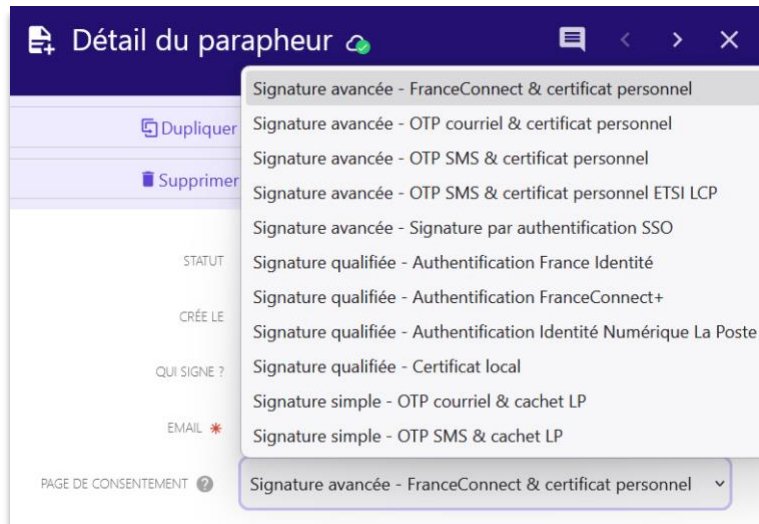 Détail du parapheur
Signature avancée - FranceConnect & certificat personnel
Signature avancée - OTP courriel & certificat personnel
Signature avancée - OTP SMS & certificat personnel
Signature avancée - OTP SMS & certificat personnel ETSI LCP
Signature avancée - Signature par authentification SSO
Signature qualifiée - Authentification France Identité
Signature qualifiée - Authentification FranceConnect+
Signature qualifiée - Authentification Identité Numérique La Poste
Signature qualifiée - Certificat local
Signature simple - OTP courriel & cachet LP
Signature simple - OTP SMS & cachet LP
Dupliquer
Supprimer
STATUT
CRÉE LE
QUI SIGNE ?
EMAIL *
PAGE DE CONSENTEMENT ?
Signature avancée - FranceConnect & certificat personnel